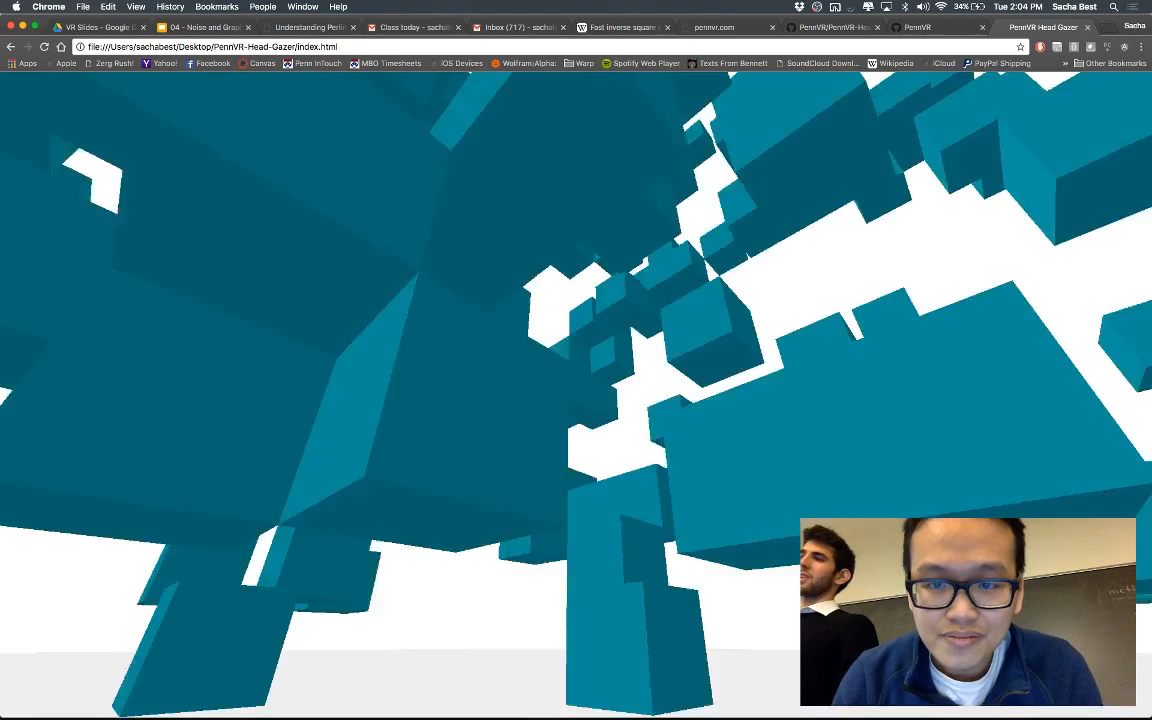 Chrome File Edit View History Bookmarks People Window Help 34% Tue 2:04 PM Sacha Best
VR Slides - Google D 04 - Noise and Grap Understanding Perli Class today - sachab Inbox (717) - sachab Fast inverse square pennvr.com PennVR/PennVR-He PennVR PennVR Head Gazer Sacha
file:///Users/sachabest/Desktop/PennVR-Head-Gazer/index.html
Apps Apple Zerg Rush! Yahoo! Facebook Canvas Penn InTouch MBO Timesheets iOS Devices Wolfram|Alpha: Warp Spotify Web Player Texts From Bennett SoundCloud Downl... Wikipedia iCloud PayPal Shipping » Other Bookmarks